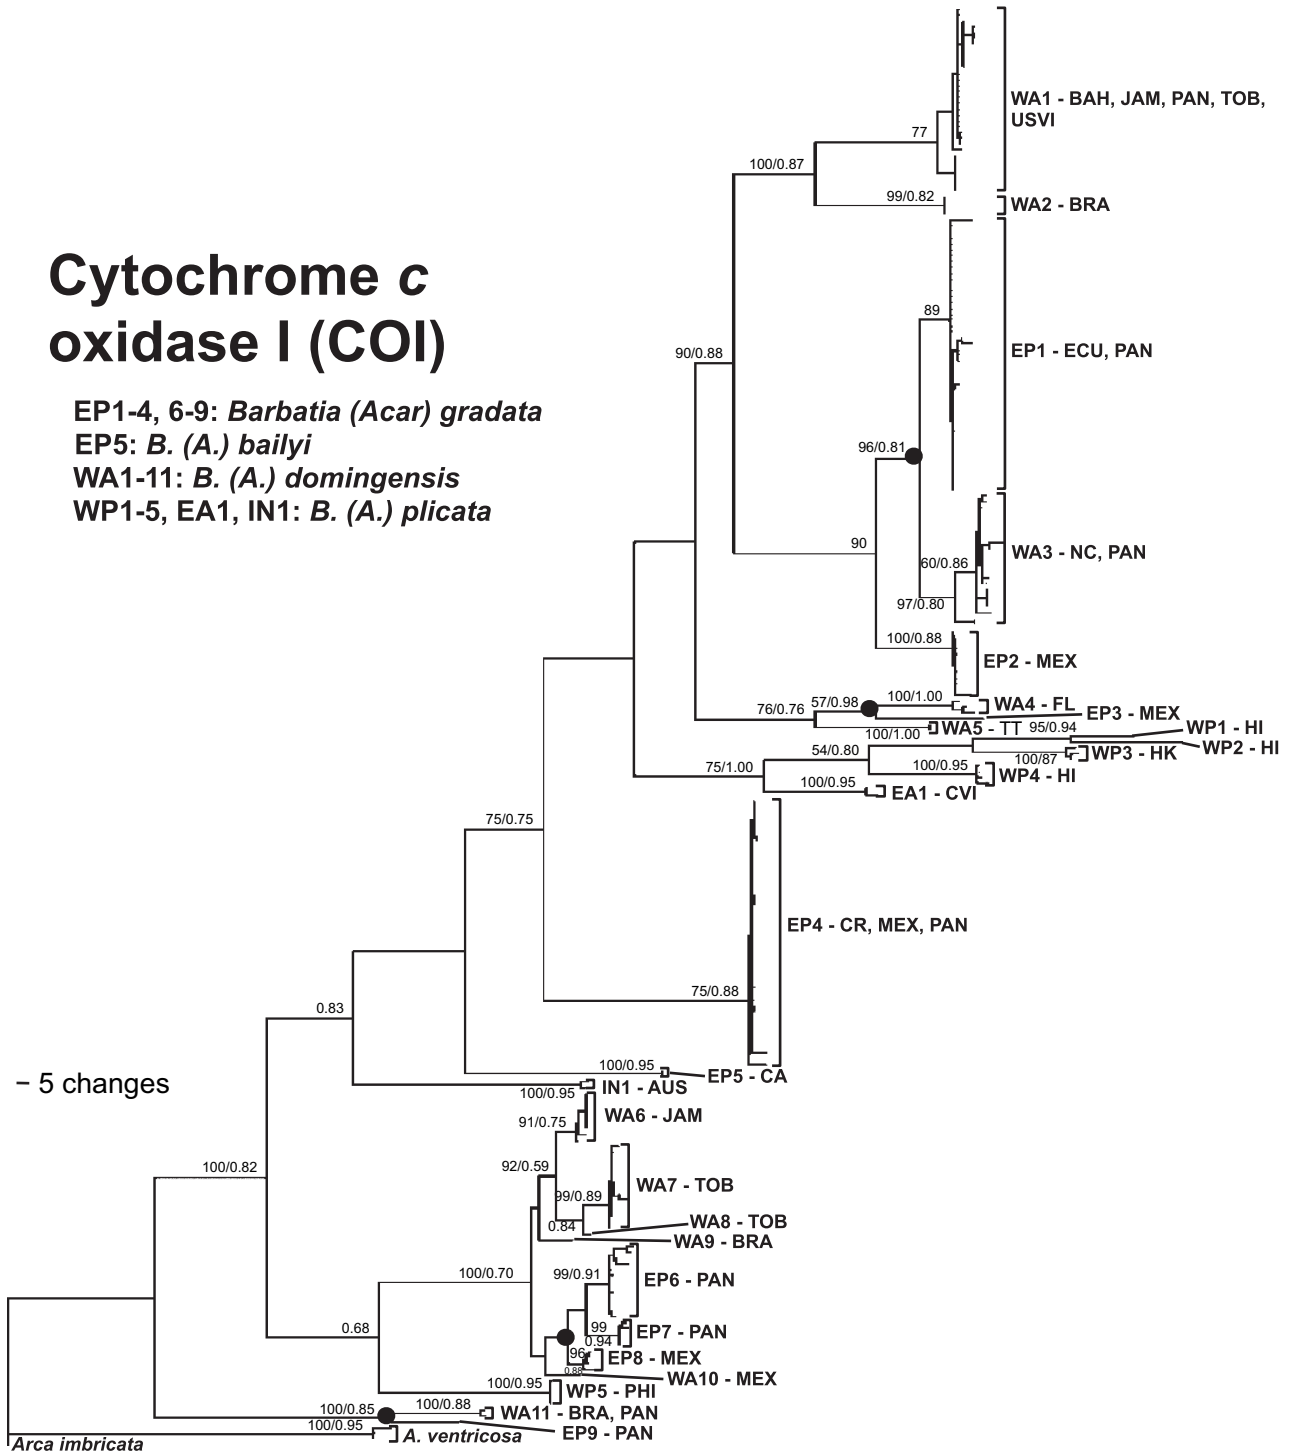 WA1 - BAH, JAM, PAN, TOB,
USVI
77
100/0.87
99/0.82
WA2 - BRA
Cytochrome c
oxidase I (COI)
89
EP1 - ECU, PAN
90/0.88
EP1-4, 6-9: Barbatia (Acar) gradata
EP5: B. (A.) bailyi
WA1-11: B. (A.) domingensis
WP1-5, EA1, IN1: B. (A.) plicata
96/0.81
90
WA3 - NC, PAN
60/0.86
97/0.80
100/0.88
EP2 - MEX
76/0.76
57/0.98
100/1.00
WA4 - FL
EP3 - MEX
100/1.00
WA5 - TT
95/0.94
WP1 - HI
WP2 - HI
54/0.80
100/87
WP3 - HK
75/1.00
100/0.95
WP4 - HI
100/0.95
EA1 - CVI
75/0.75
EP4 - CR, MEX, PAN
75/0.88
0.83
100/0.95
EP5 - CA
5 changes
100/0.95
IN1 - AUS
WA6 - JAM
91/0.75
100/0.82
92/0.59
99/0.89
WA7 - TOB
0.84
WA8 - TOB
WA9 - BRA
100/0.70
99/0.91
EP6 - PAN
0.68
99
0.94
EP7 - PAN
96
0.88
EP8 - MEX
WA10 - MEX
100/0.95
WP5 - PHI
100/0.85
100/0.88
WA11 - BRA, PAN
EP9 - PAN
100/0.95
A. ventricosa
Arca imbricata